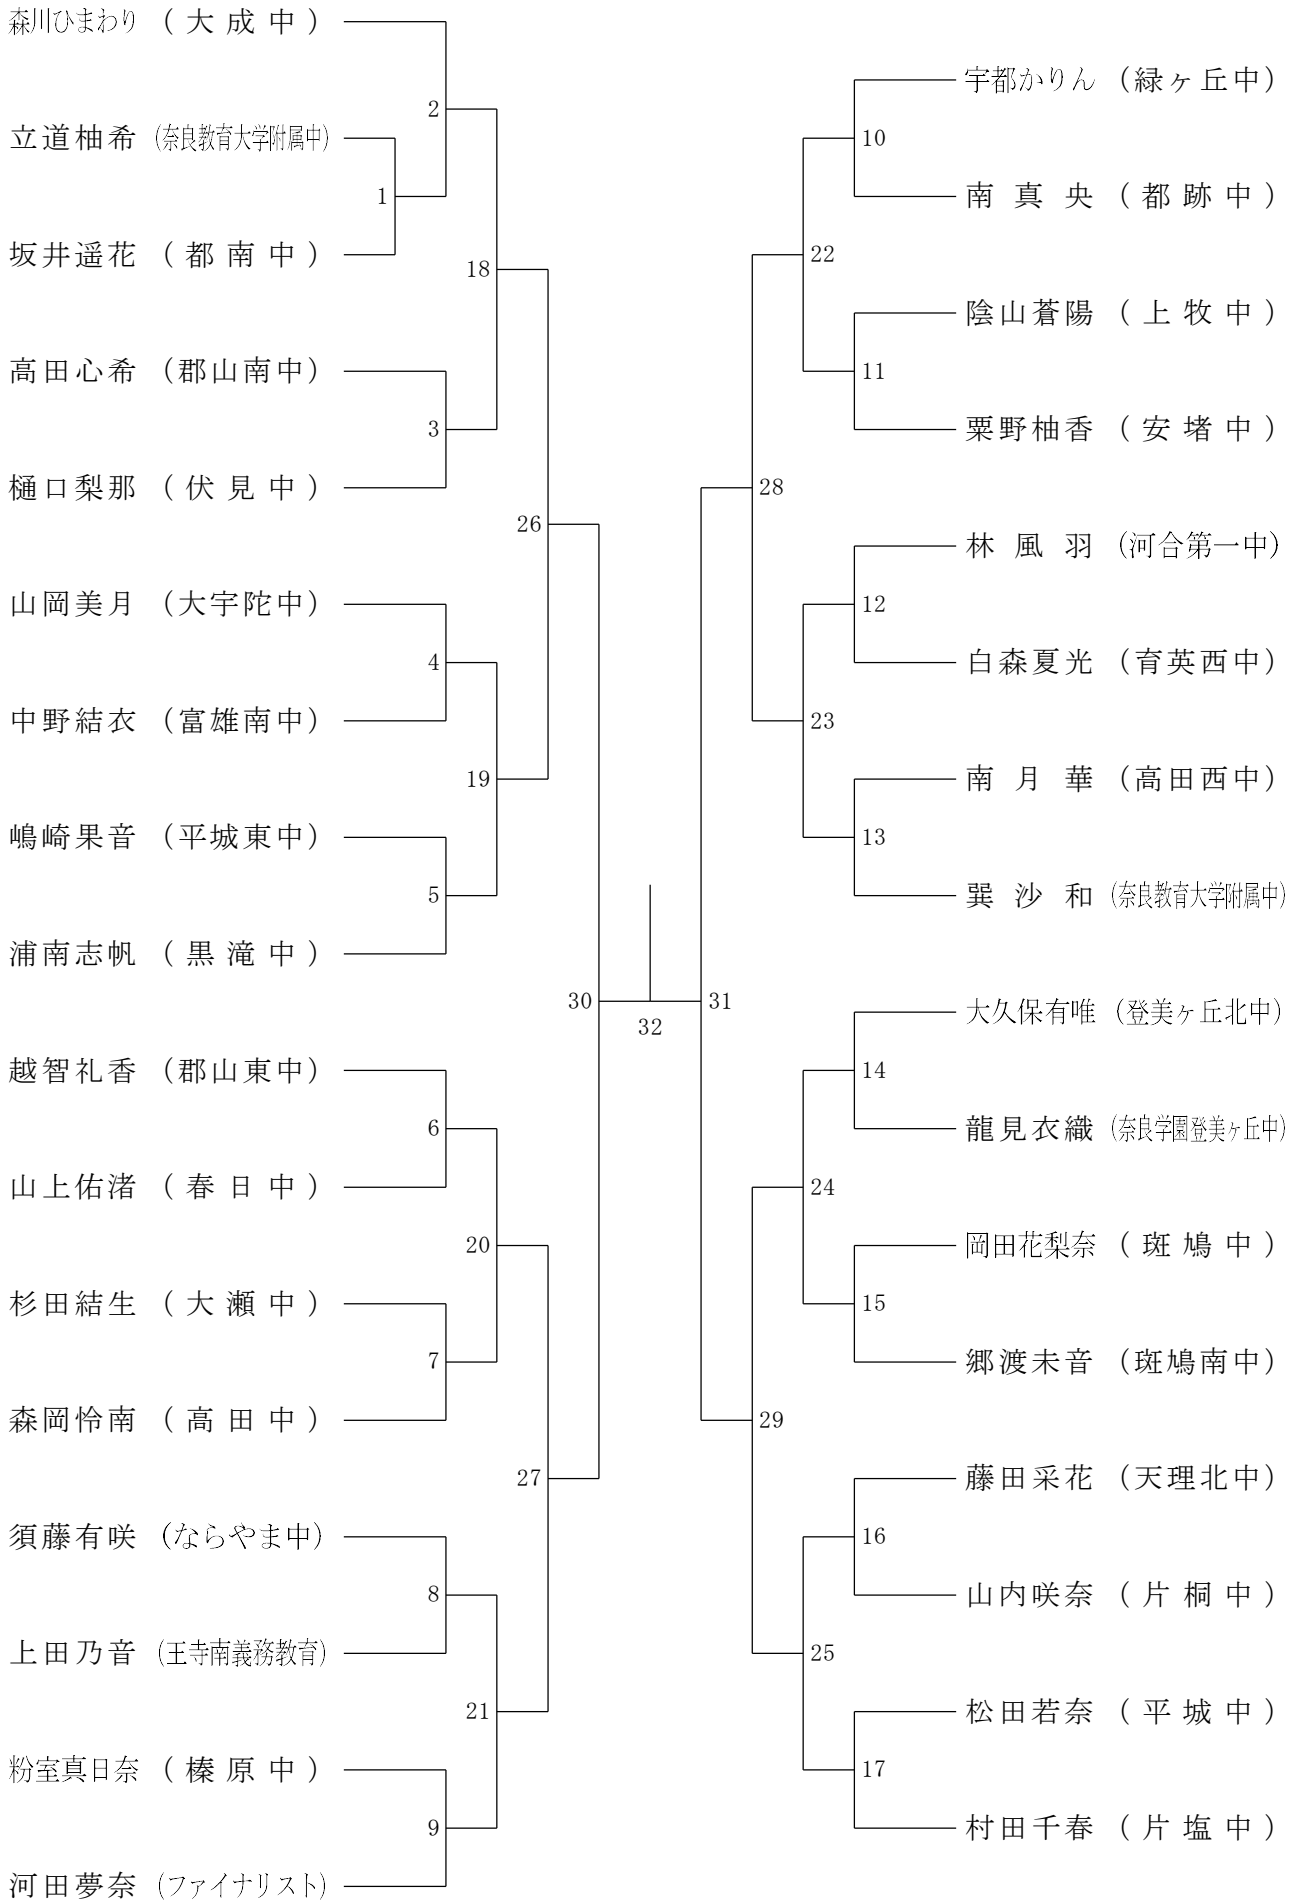 森川ひまわり (大成中)
2
立道柚希 (奈良教育大学附属中)
1
坂井遥花 (都南中)
18
高田心希 (郡山南中)
3
樋口梨那 (伏見中)
26
山岡美月 (大宇陀中)
4
中野結衣 (富雄南中)
19
嶋崎果音 (平城東中)
5
浦南志帆 (黒滝中)
30
越智礼香 (郡山東中)
6
山上佑渚 (春日中)
20
杉田結生 (大瀬中)
7
森岡怜南 (高田中)
27
須藤有咲 (ならやま中)
8
上田乃音 (王寺南義務教育)
21
粉室真日奈 (榛原中)
9
河田夢奈 (ファイナリスト)
32
宇都かりん (緑ヶ丘中)
10
南真央 (都跡中)
22
陰山蒼陽 (上牧中)
11
粟野柚香 (安堵中)
28
林風羽 (河合第一中)
12
白森夏光 (育英西中)
23
南月華 (高田西中)
13
巽沙和 (奈良教育大学附属中)
31
大久保有唯 (登美ヶ丘北中)
14
龍見衣織 (奈良学園登美ヶ丘中)
24
岡田花梨奈 (斑鳩中)
15
郷渡未音 (斑鳩南中)
29
藤田采花 (天理北中)
16
山内咲奈 (片桐中)
25
松田若奈 (平城中)
17
村田千春 (片塩中)